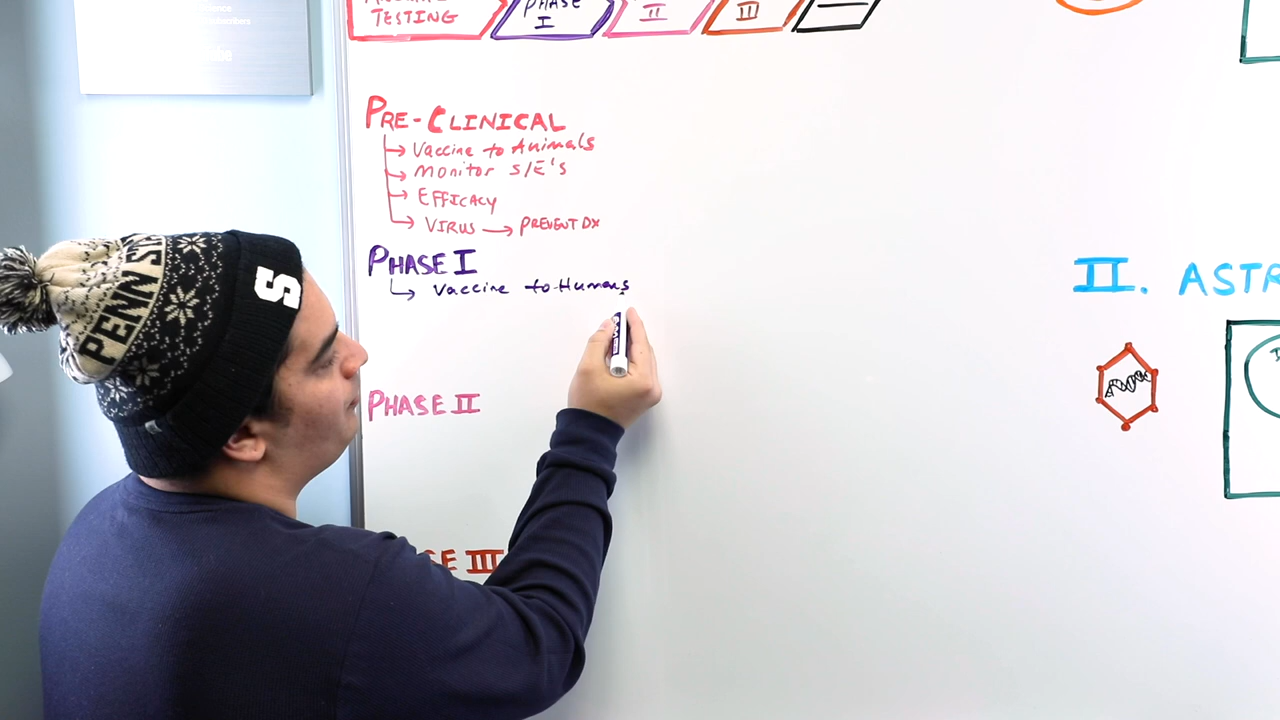 TESTING
PHASE
I
II
III
PRE-CLINICAL
Vaccine to Animals
Monitor S/E's
EFFICACY
VIRUS → PREVENT DX
PHASE I
Vaccine to Humans
PHASE II
SE III
II. ASTR
PENN ST
S